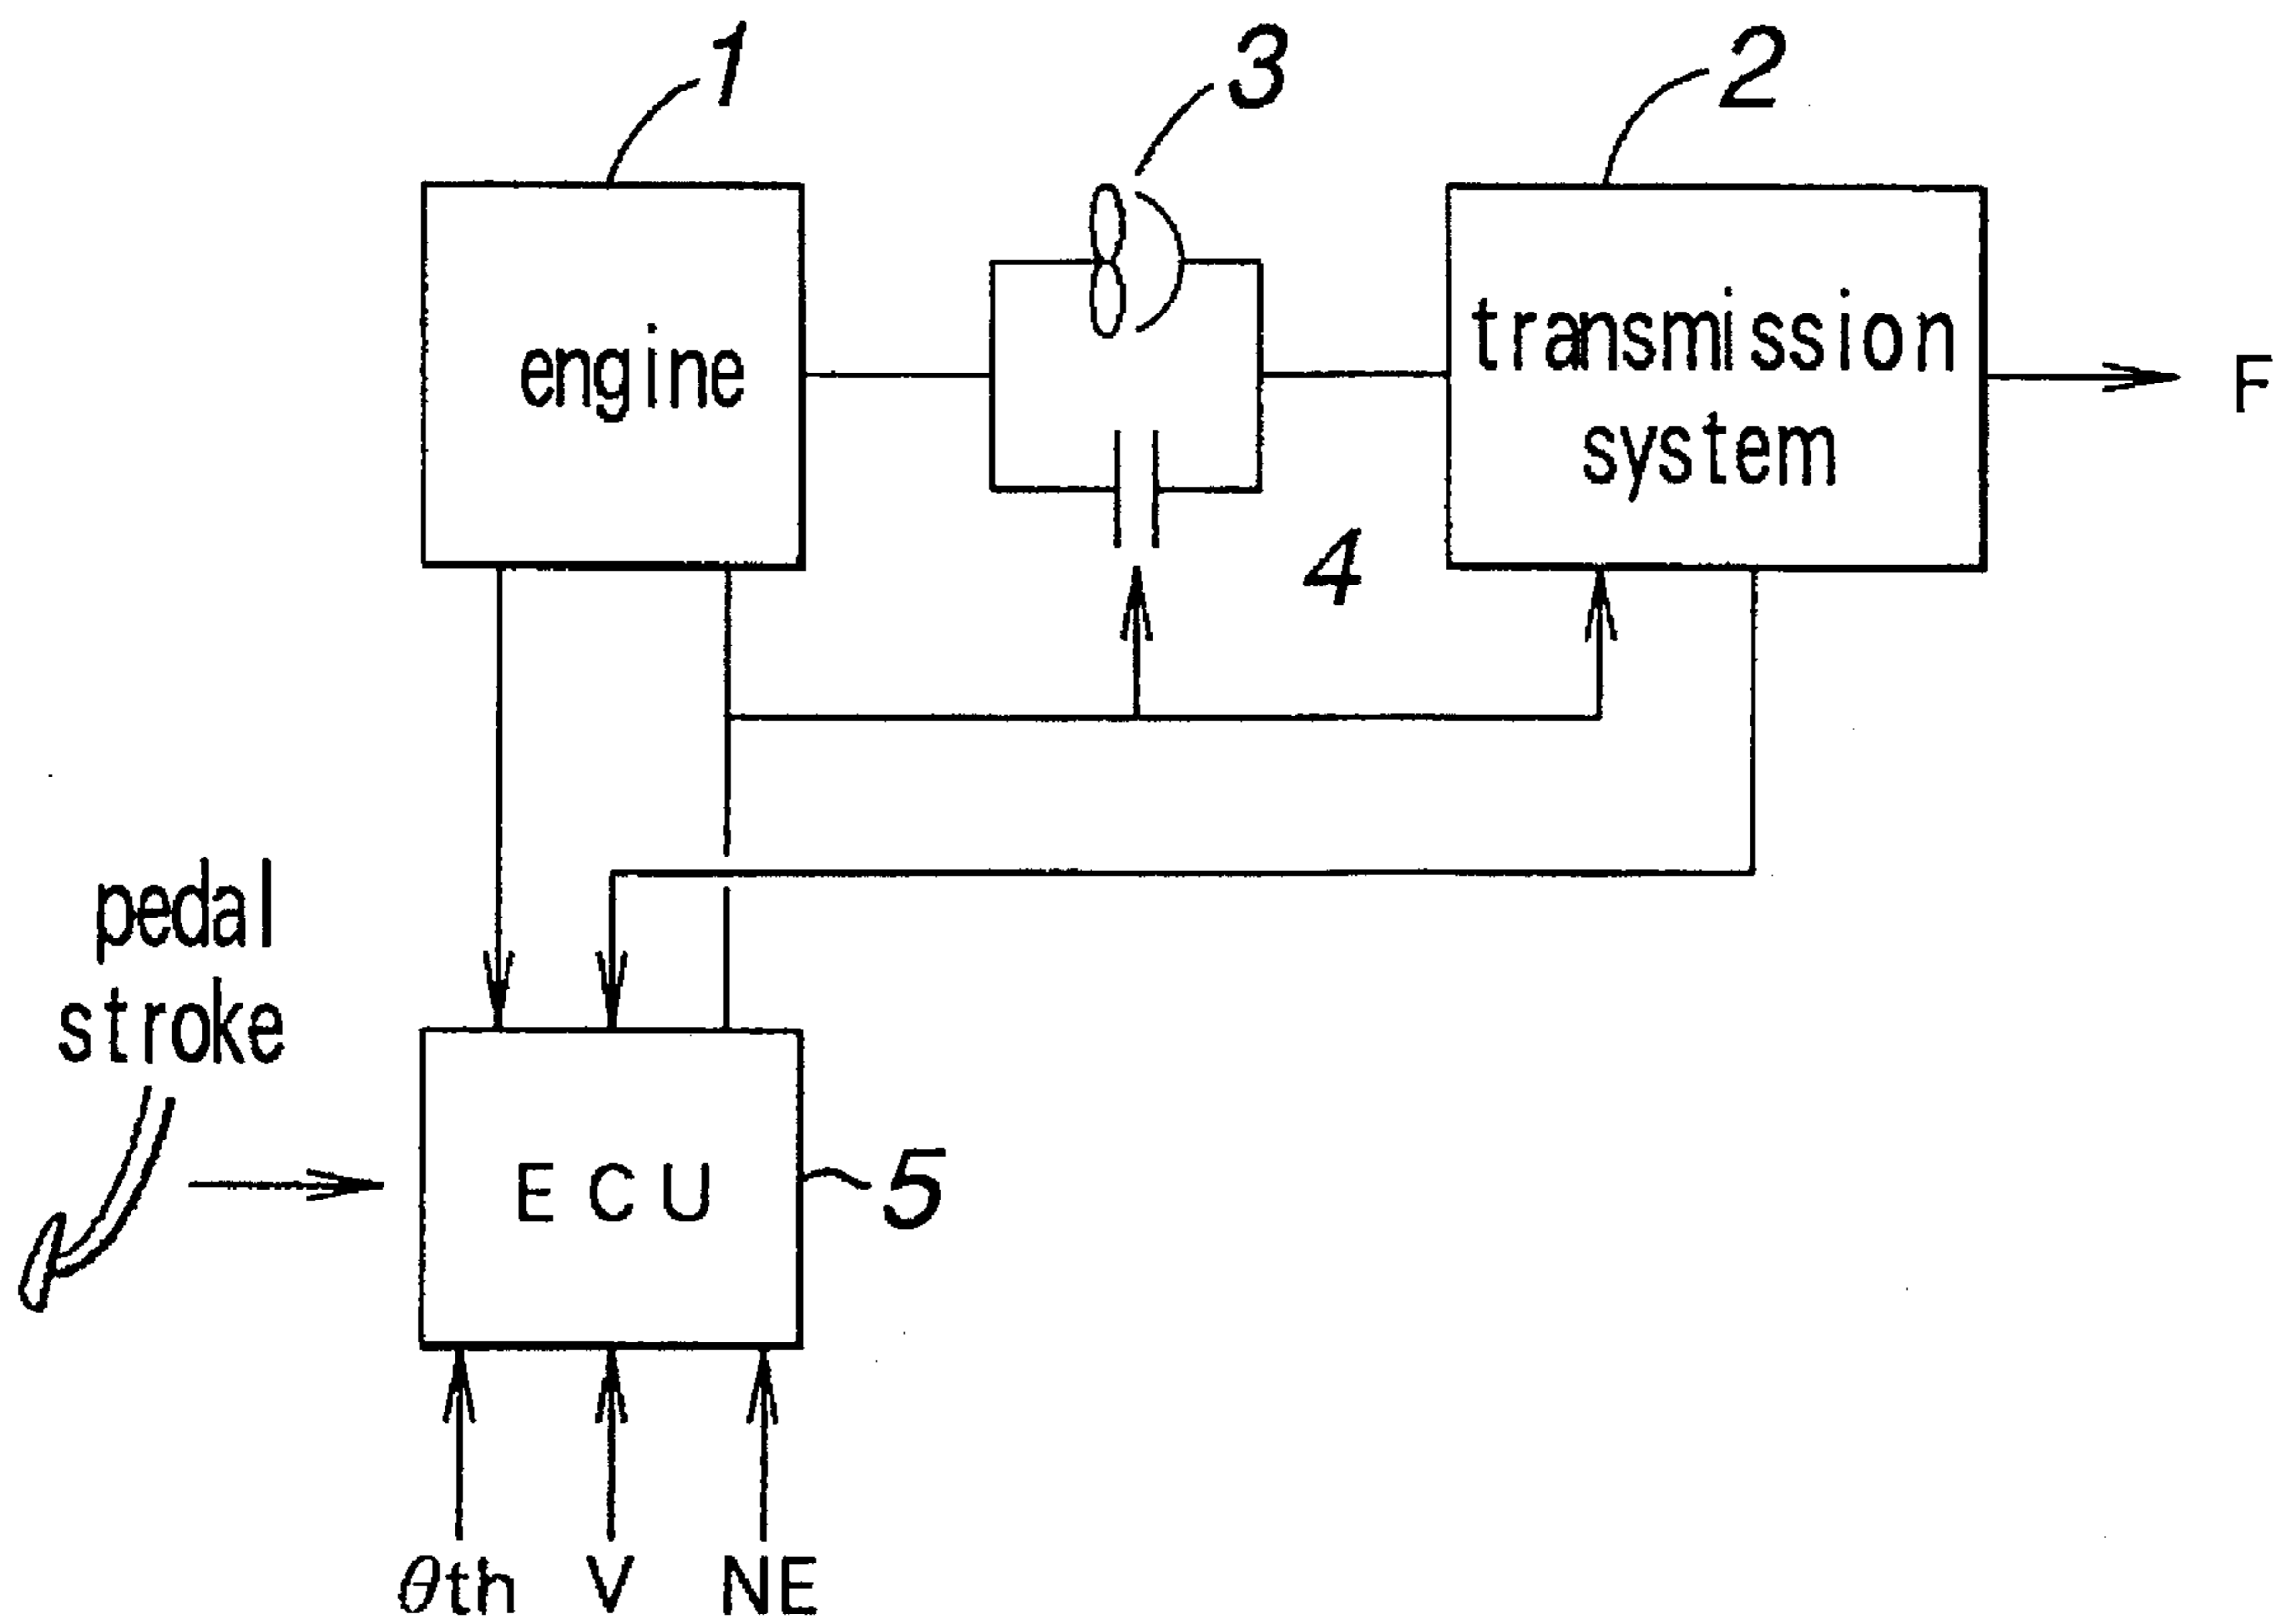 1
3
2
engine
transmission
system
F
4
pedal
stroke
ECU
5
θth
V
NE